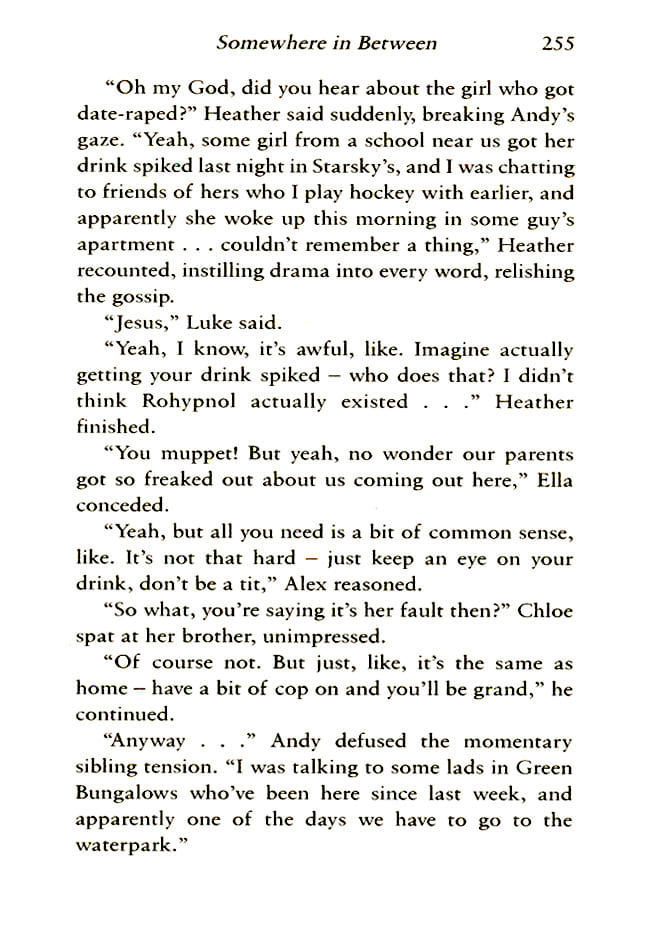 Somewhere in Between 255
“Oh my God, did you hear about the girl who got
date-raped?” Heather said suddenly, breaking Andy’s
gaze. “Yeah, some girl from a school near us got her
drink spiked last night in Starsky’s, and I was chatting
to friends of hers who I play hockey with earlier, and
apparently she woke up this morning in some guy’s
apartment . . . couldn’t remember a thing,” Heather
recounted, instilling drama into every word, relishing
the gossip.
“Jesus,” Luke said.
“Yeah, I know, it’s awful, like. Imagine actually
getting your drink spiked – who does that? I didn’t
think Rohypnol actually existed . . .” Heather
finished.
“You muppet! But yeah, no wonder our parents
got so freaked out about us coming out here,” Ella
conceded.
“Yeah, but all you need is a bit of common sense,
like. It’s not that hard – just keep an eye on your
drink, don’t be a tit,” Alex reasoned.
“So what, you’re saying it’s her fault then?” Chloe
spat at her brother, unimpressed.
“Of course not. But just, like, it’s the same as
home – have a bit of cop on and you’ll be grand,” he
continued.
“Anyway . . .” Andy defused the momentary
sibling tension. “I was talking to some lads in Green
Bungalows who’ve been here since last week, and
apparently one of the days we have to go to the
waterpark.”